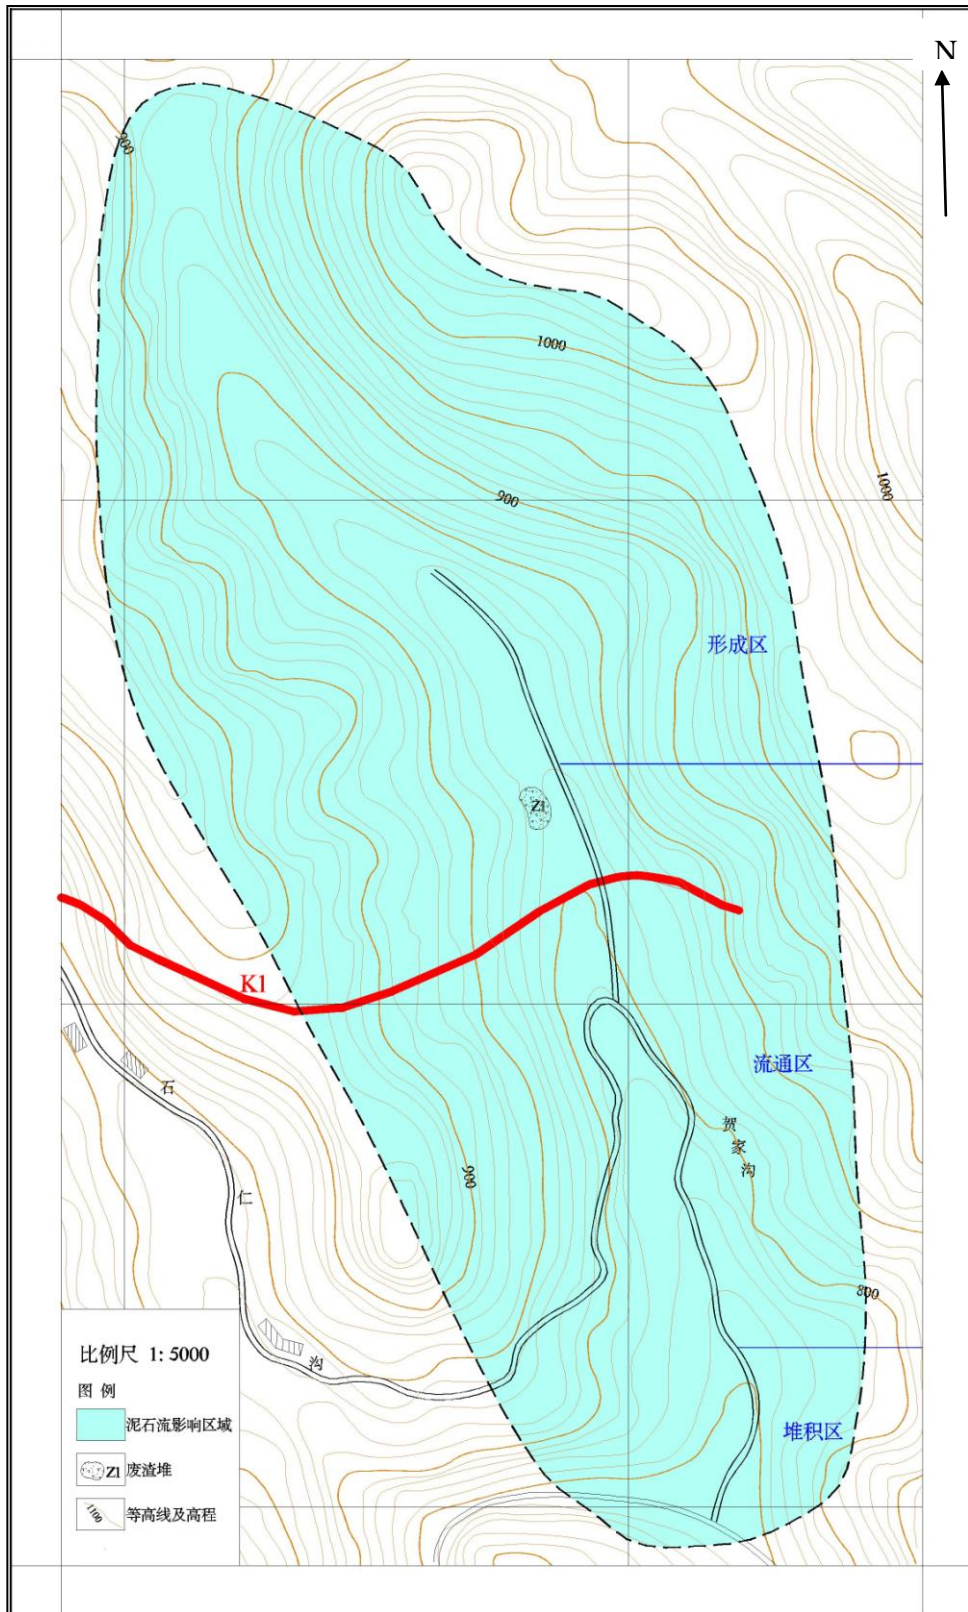 N
900
1000
900
1000
形成区
Z1
K1
流通区
石
贺
家
沟
900
仁
800
沟
堆积区
比例尺 1:5000
图 例
泥石流影响区域
Z1 废渣堆
1100 等高线及高程